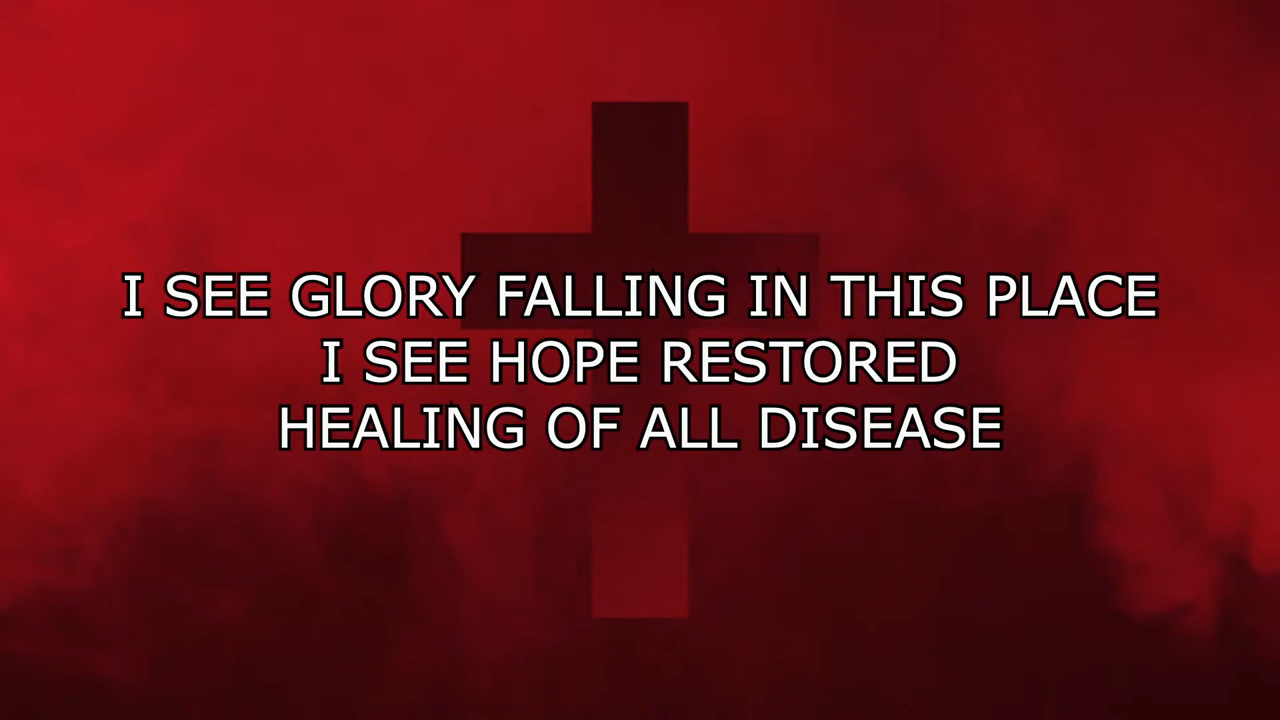 I SEE GLORY FALLING IN THIS PLACE
I SEE HOPE RESTORED
HEALING OF ALL DISEASE